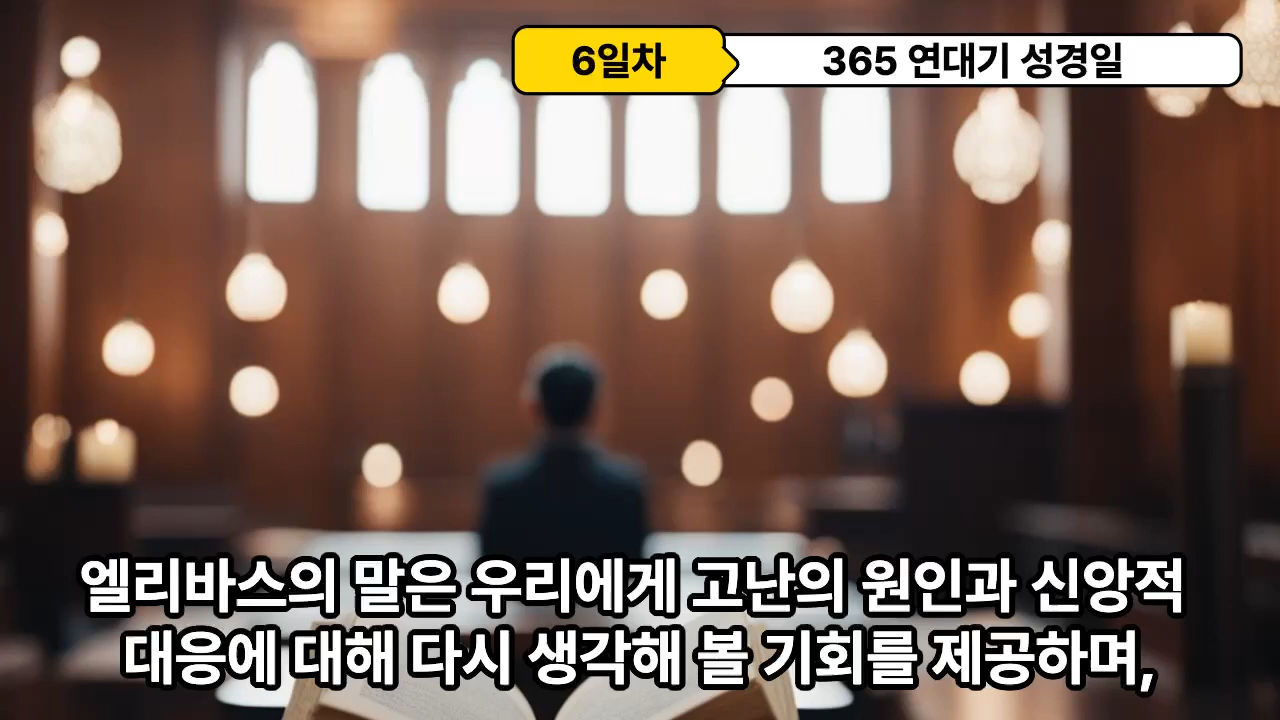 6일차
365 연대기 성경일
엘리바스의 말은 우리에게 고난의 원인과 신앙적
대응에 대해 다시 생각해 볼 기회를 제공하며,